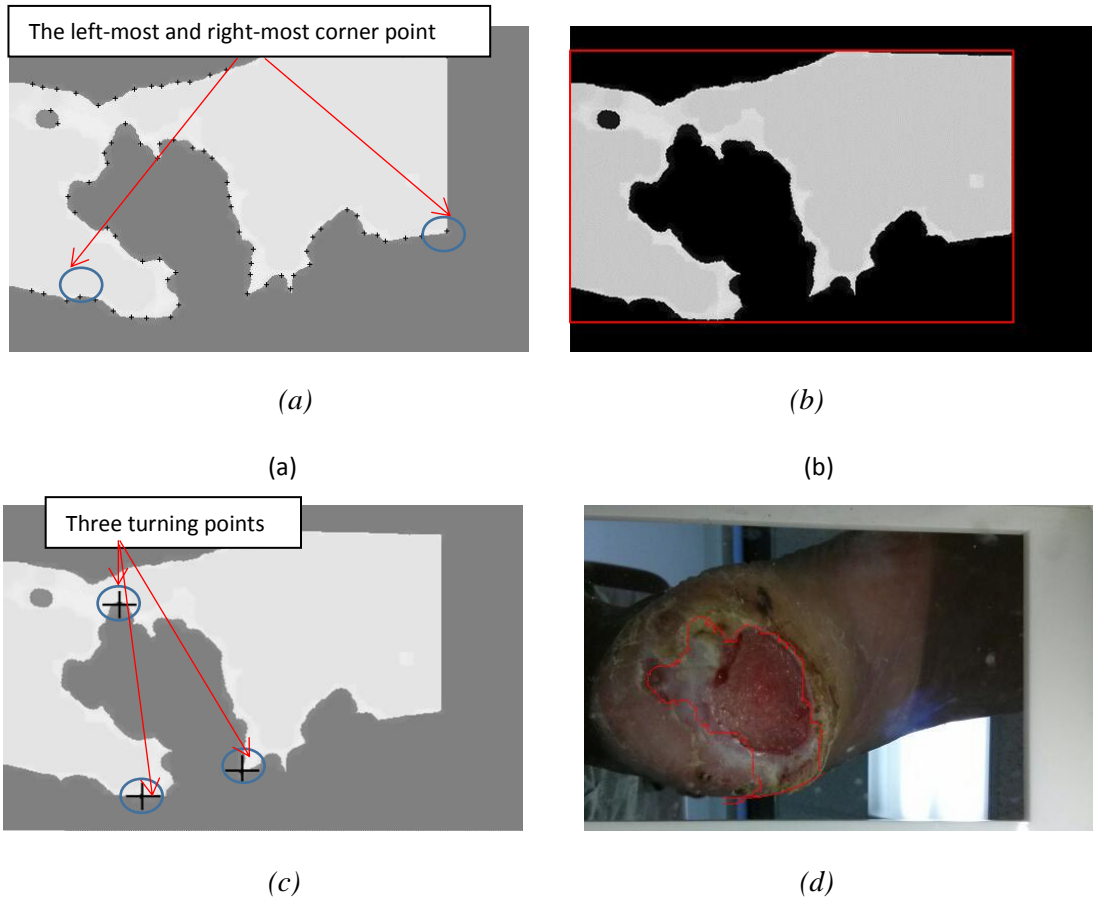 The left-most and right-most corner point
(a)
(b)
(a)
(b)
Three turning points
(c)
(d)